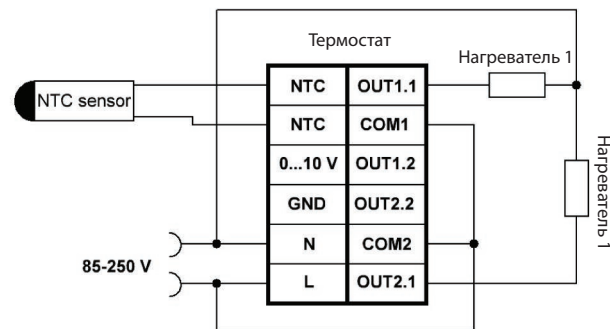 Термостат
Нагреватель 1
NTC sensor
NTC OUT1.1
NTC COM1
0...10 V OUT1.2
GND OUT2.2
N COM2
L OUT2.1
85-250 V
Нагреватель 1